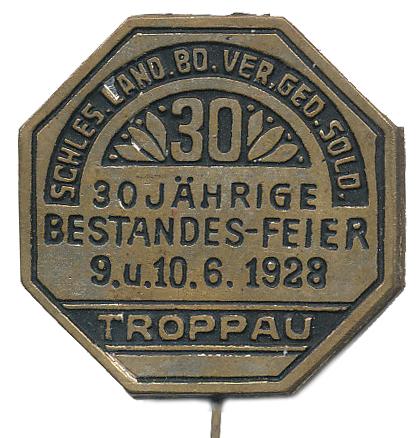 SCHLES. LAND. BD. VER. GED. SOLD.
30
30 JÄHRIGE
BESTANDES-FEIER
9. u. 10. 6. 1928
TROPPAU